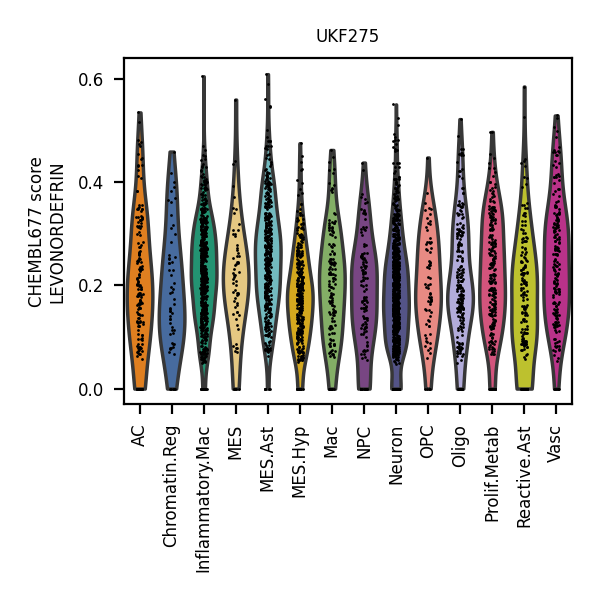 UKF275
CHEMBL677 score
LEVONORDEFRIN
0.6
0.4
0.2
0.0
AC
Chromatin.Reg
Inflammatory.Mac
MES
MES.Ast
MES.Hyp
Mac
NPC
Neuron
OPC
Oligo
Prolif.Metab
Reactive.Ast
Vasc